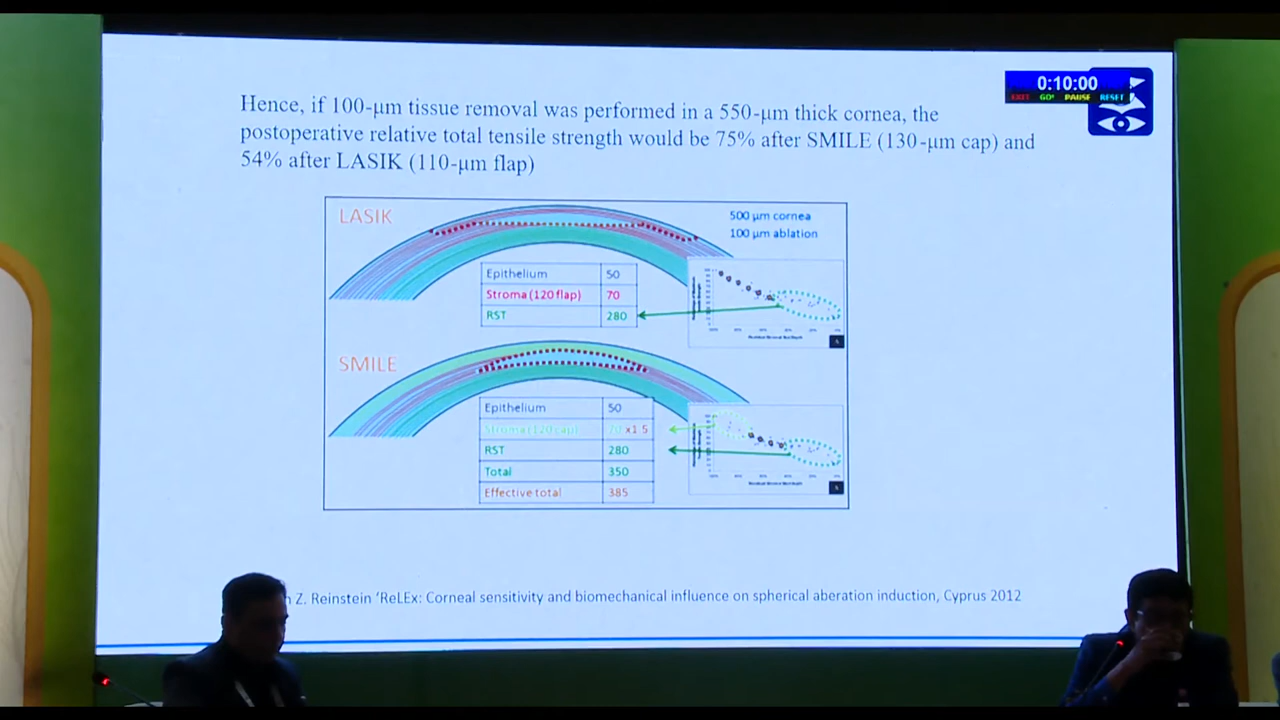 0:10:00
EXIT GO* PAUSE RESET
Hence, if 100-μm tissue removal was performed in a 550-μm thick cornea, the
postoperative relative total tensile strength would be 75% after SMILE (130-μm cap) and
54% after LASIK (110-μm flap)
LASIK
500 μm cornea
100 μm ablation
Epithelium 50
Stroma (120 flap) 70
RST 280
SMILE
Epithelium 50
Stroma (120 cap) 70 x1.5
RST 280
Total 350
Effective total 385
Z. Reinstein ‘ReLEx: Corneal sensitivity and biomechanical influence on spherical aberration induction, Cyprus 2012